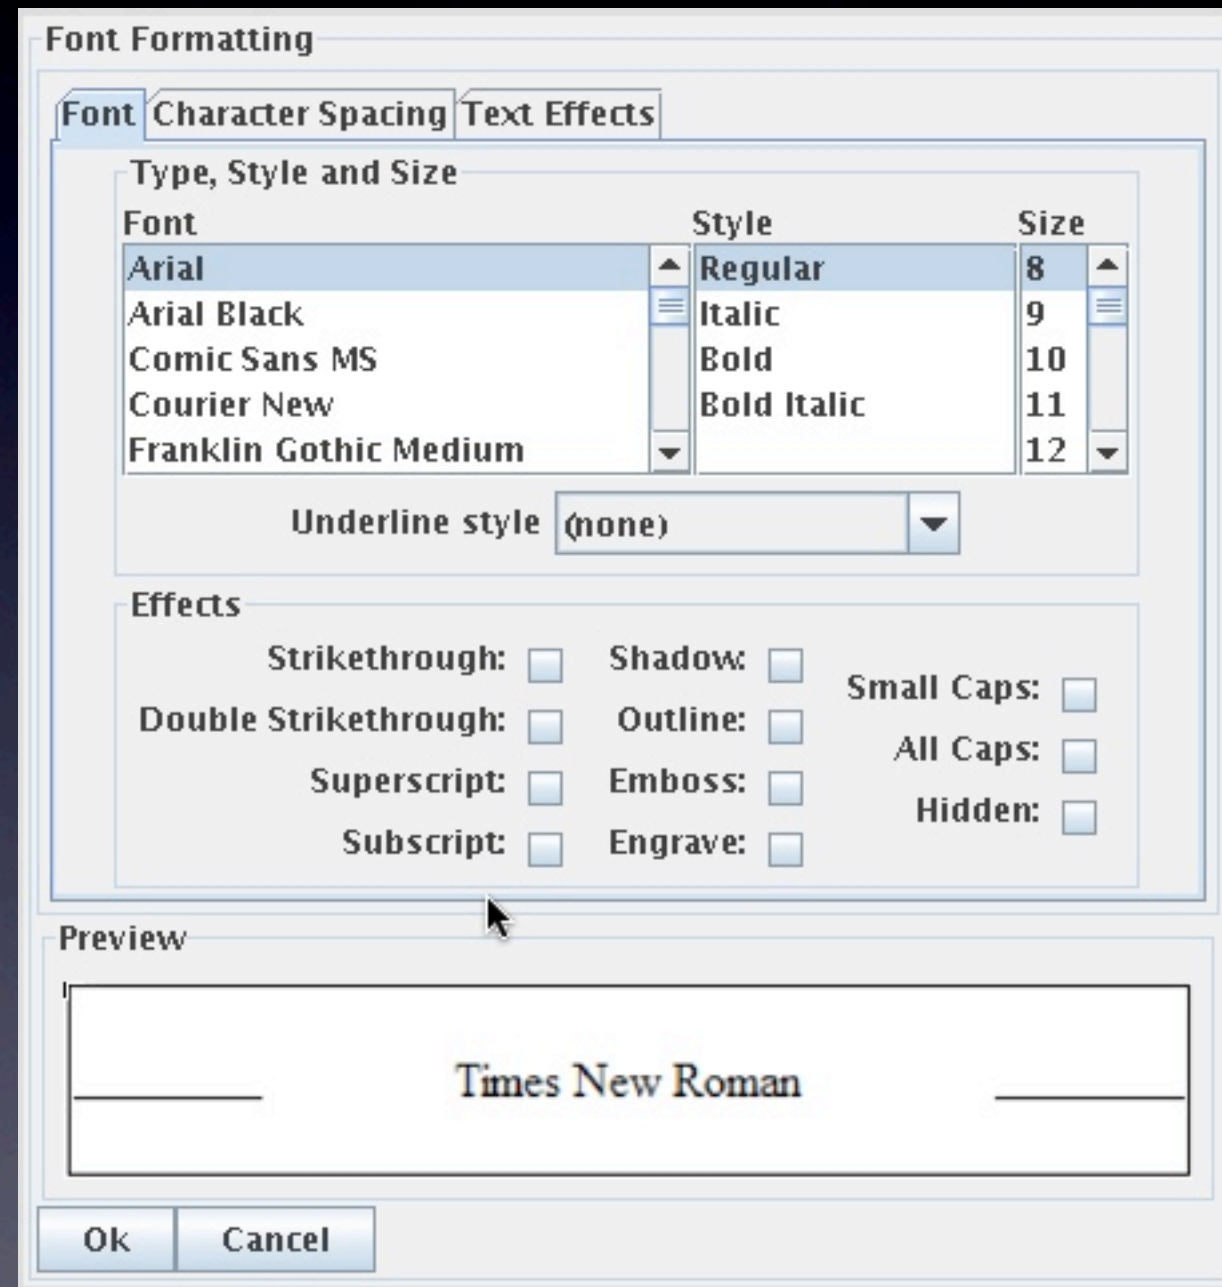 Font Formatting
Font Character Spacing Text Effects
Type, Style and Size
Font Style Size
Arial Regular 8
Arial Black Italic 9
Comic Sans MS Bold 10
Courier New Bold Italic 11
Franklin Gothic Medium 12
Underline style (none)
Effects
Strikethrough: Shadow: Small Caps:
Double Strikethrough: Outline: All Caps:
Superscript: Emboss: Hidden:
Subscript: Engrave:
Preview
Times New Roman
Ok Cancel